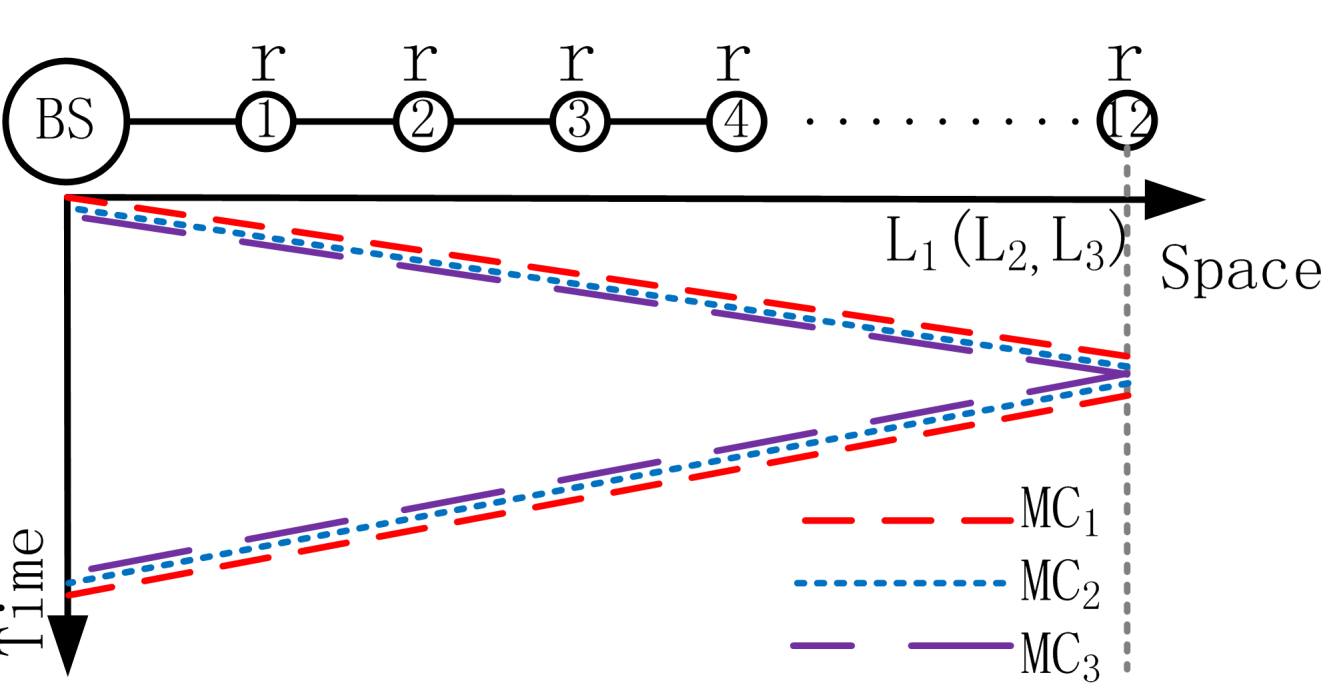 r r r r r
BS 1 2 3 4 12
L₁(L₂,L₃)
Space
Time
MC₁
MC₂
MC₃